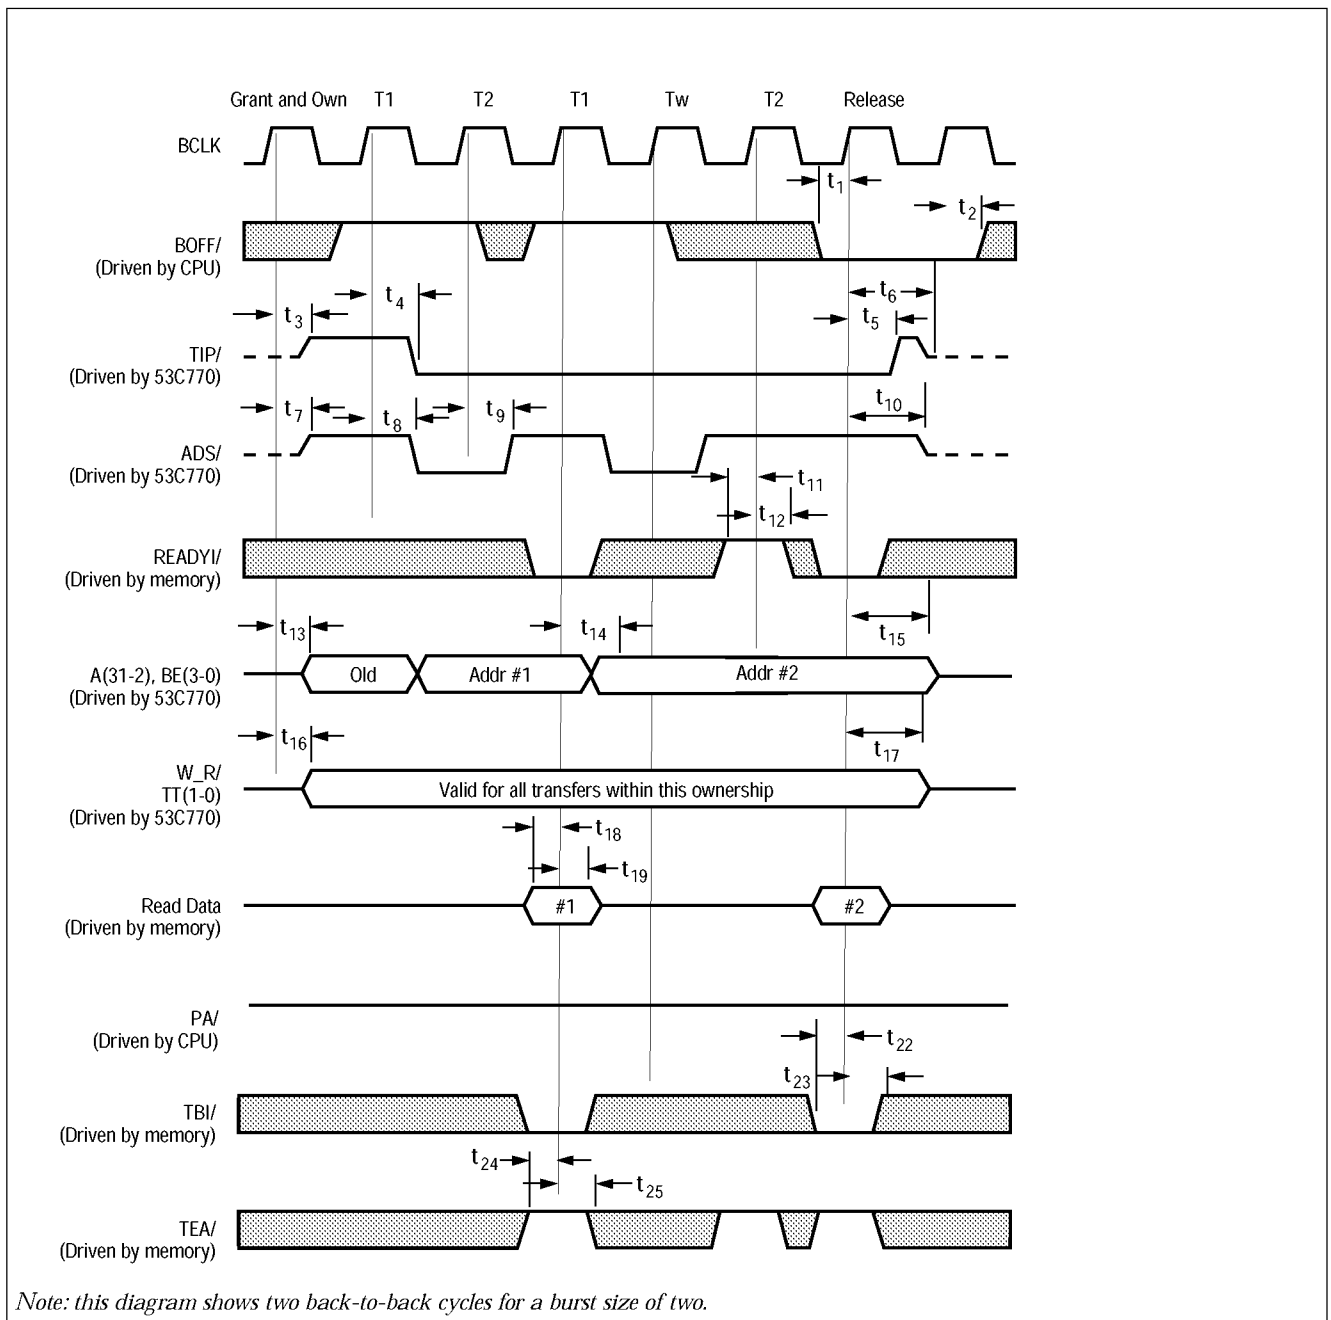 Grant and Own T1 T2 T1 Tw T2 Release
BCLK
t1
t2
BOFF/
(Driven by CPU)
t6
t3 t4 t5
TIP/
(Driven by 53C770)
t7 t8 t9 t10
ADS/
(Driven by 53C770)
t11
t12
READYI/
(Driven by memory)
t13 t14 t15
A(31-2), BE(3-0)
(Driven by 53C770)
Old Addr #1 Addr #2
t16 t17
W_R/
TT(1-0)
(Driven by 53C770)
Valid for all transfers within this ownership
t18
t19
Read Data
(Driven by memory)
#1 #2
PA/
(Driven by CPU)
t22
t23
TBI/
(Driven by memory)
t24
t25
TEA/
(Driven by memory)
Note: this diagram shows two back-to-back cycles for a burst size of two.